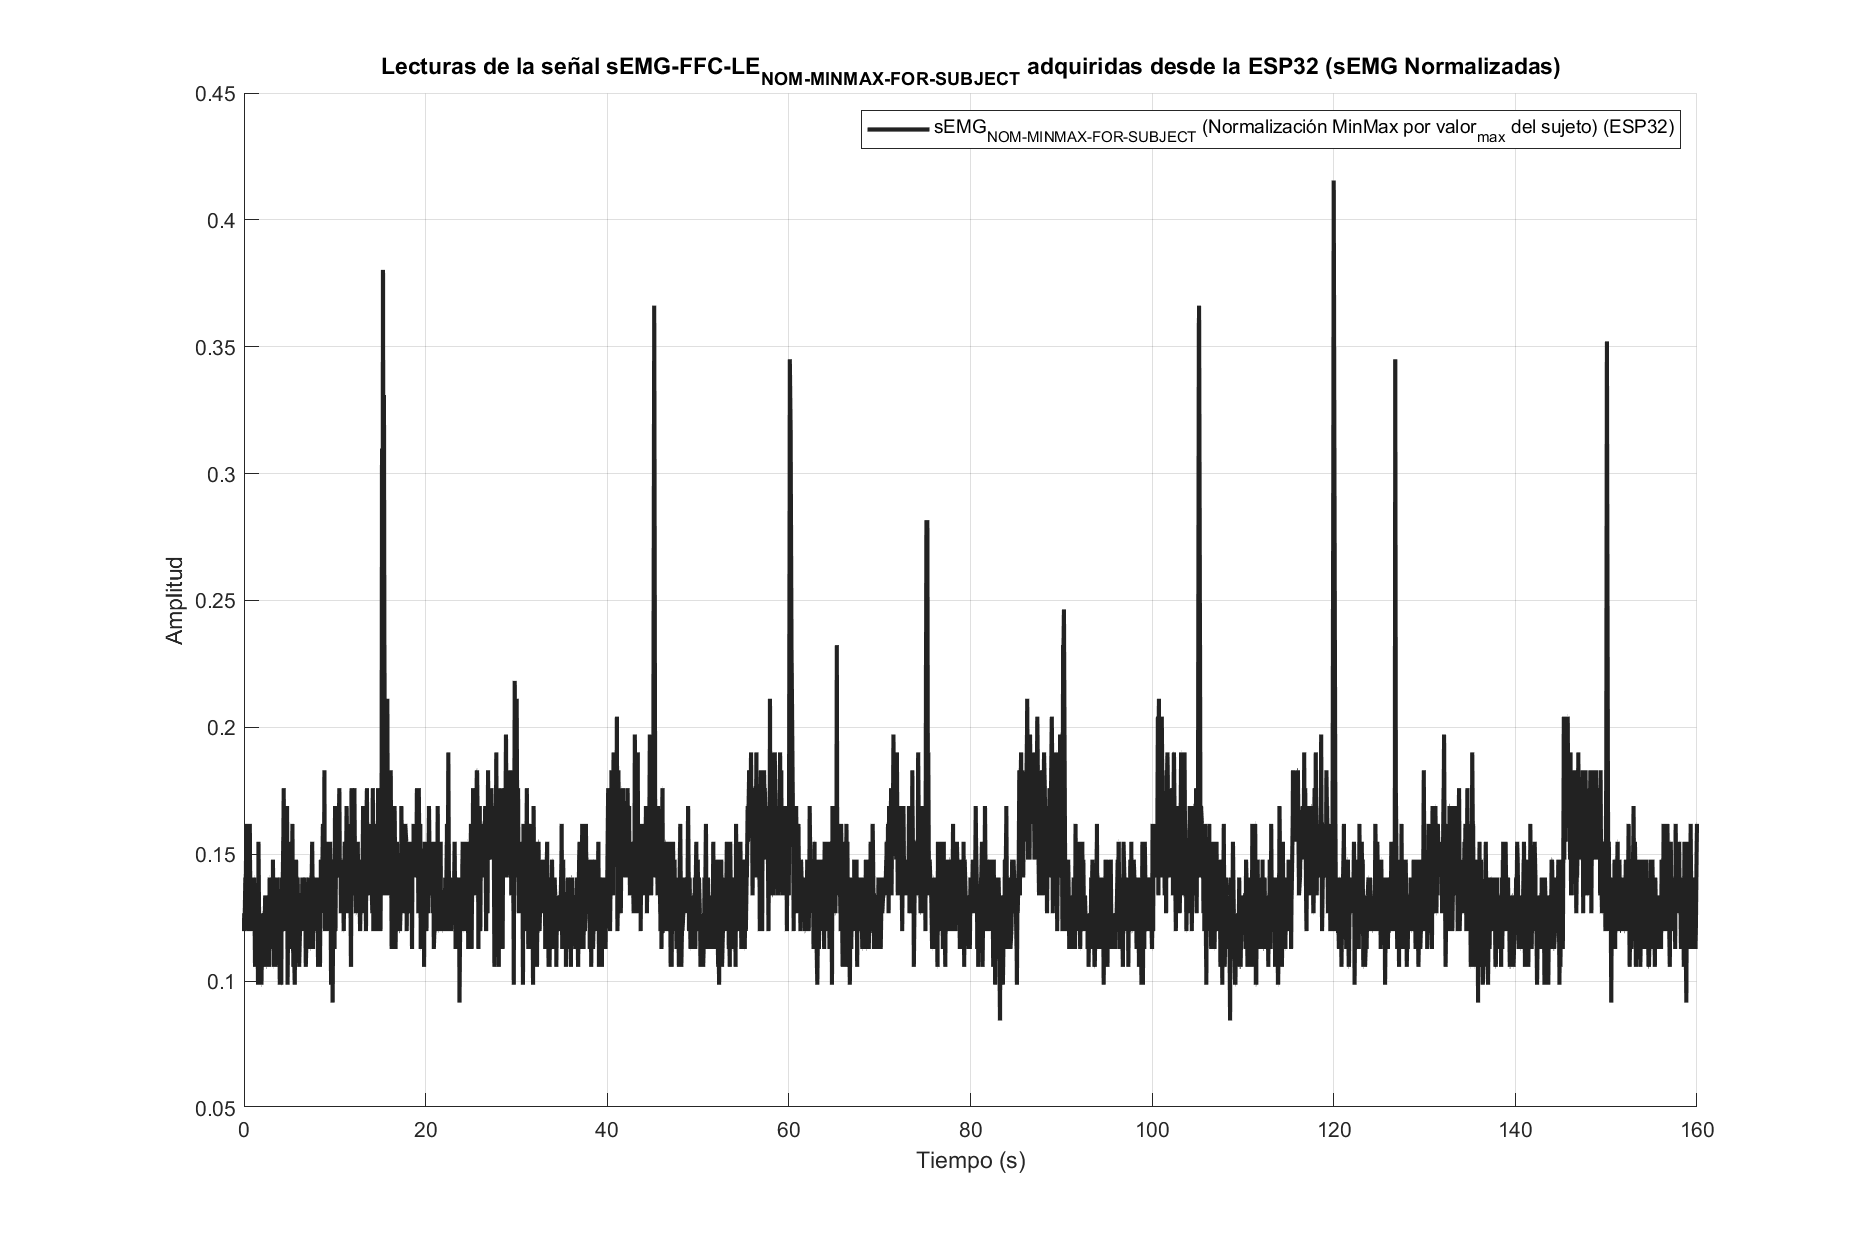 Lecturas de la señal sEMG-FFC-LE_NOM-MINMAX-FOR-SUBJECT adquiridas desde la ESP32 (sEMG Normalizadas)
sEMG_NOM-MINMAX-FOR-SUBJECT (Normalización MinMax por valor_max del sujeto) (ESP32)
0.45
0.4
0.35
0.3
0.25
0.2
0.15
0.1
0.05
Amplitud
0 20 40 60 80 100 120 140 160
Tiempo (s)